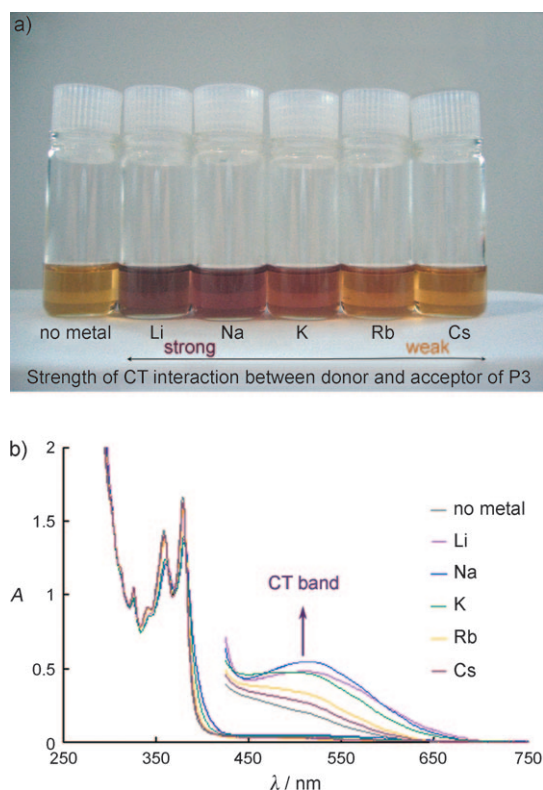 a)
no metal Li Na K Rb Cs
strong weak
Strength of CT interaction between donor and acceptor of P3
b)
2
1.5
A 1
0.5
0
250 350 450 550 650 750
λ / nm
CT band
no metal
Li
Na
K
Rb
Cs